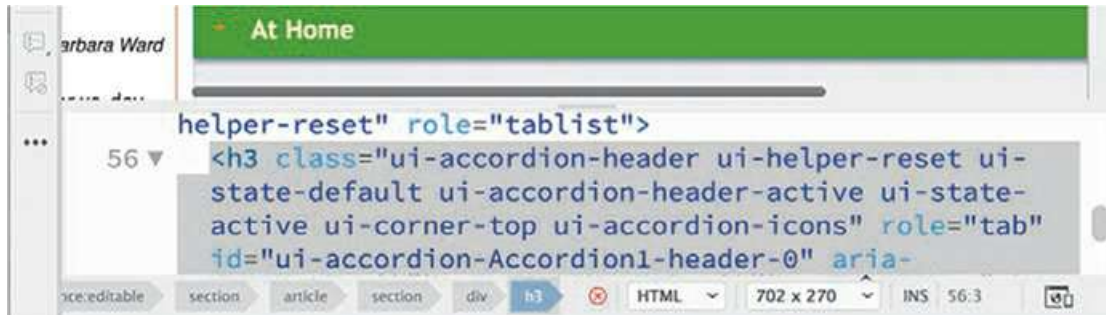 At Home
arbara Ward
helper-reset" role="tablist">
56 <h3 class="ui-accordion-header ui-helper-reset ui-
state-default ui-accordion-header-active ui-state-
active ui-corner-top ui-accordion-icons" role="tab"
id="ui-accordion-Accordion1-header-0" aria-
nce:editable section article section div h3 HTML 702 x 270 INS 56:3